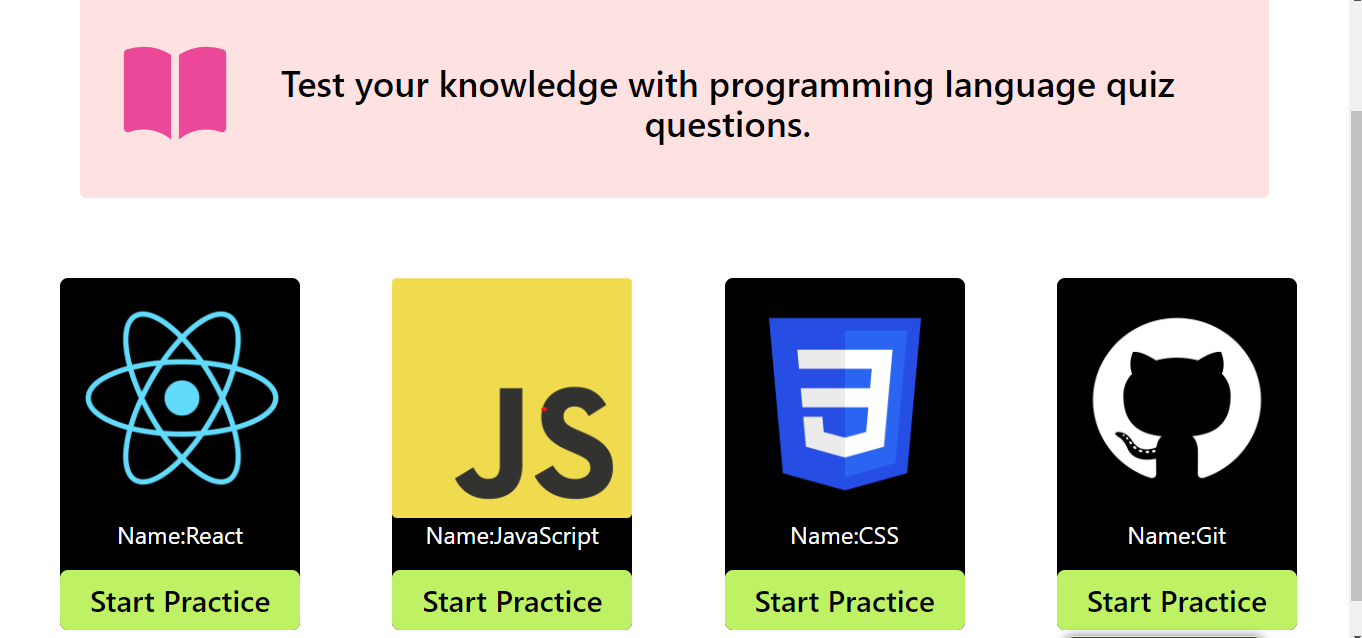 Test your knowledge with programming language quiz
questions.
JS
3
Name:React
Name:JavaScript
Name:CSS
Name:Git
Start Practice
Start Practice
Start Practice
Start Practice